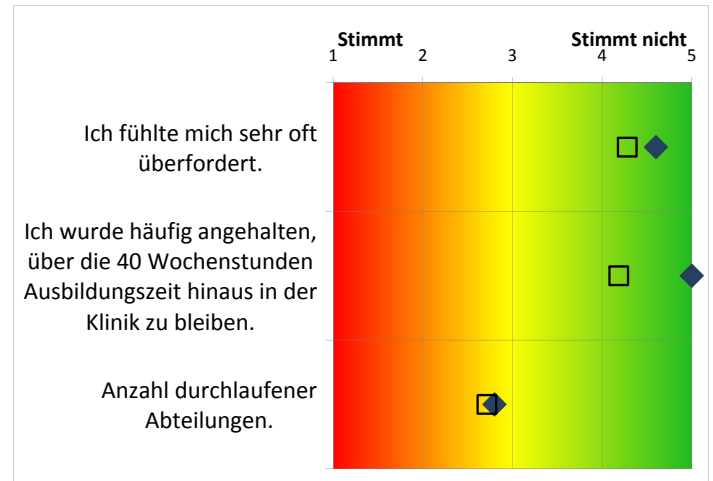 Stimmt Stimmt nicht
1 2 3 4 5
Ich fühlte mich sehr oft
überfordert.
Ich wurde häufig angehalten,
über die 40 Wochenstunden
Ausbildungszeit hinaus in der
Klinik zu bleiben.
Anzahl durchlaufener
Abteilungen.